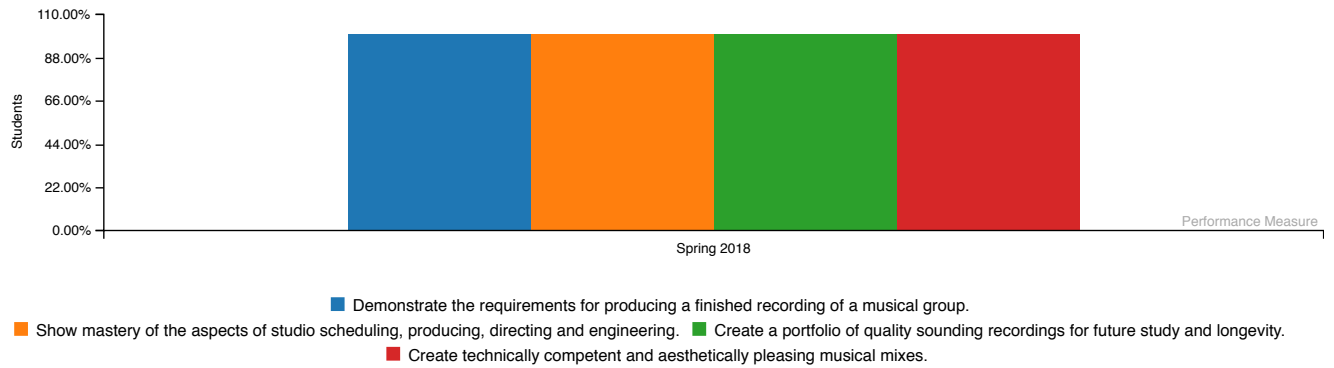 110.00%
88.00%
66.00%
44.00%
22.00%
0.00%
Students
Performance Measure
Spring 2018
Demonstrate the requirements for producing a finished recording of a musical group.
Show mastery of the aspects of studio scheduling, producing, directing and engineering. Create a portfolio of quality sounding recordings for future study and longevity.
Create technically competent and aesthetically pleasing musical mixes.